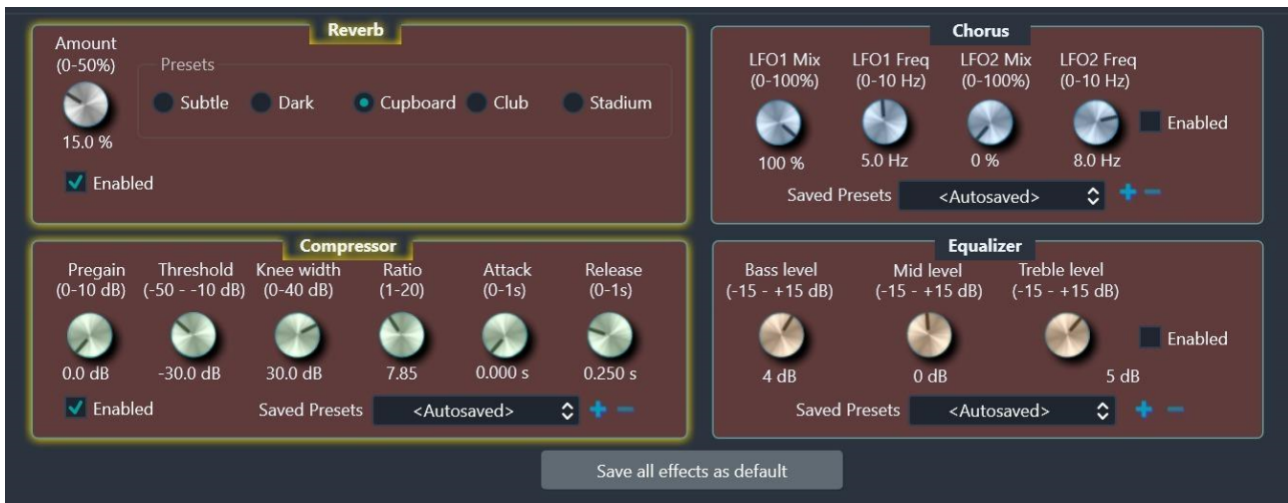 Reverb
Amount
(0-50%)
Presets
Subtle Dark Cupboard Club Stadium
15.0 %
Enabled
Chorus
LFO1 Mix LFO1 Freq LFO2 Mix LFO2 Freq
(0-100%) (0-10 Hz) (0-100%) (0-10 Hz)
Enabled
100 % 5.0 Hz 0 % 8.0 Hz
Saved Presets <Autosaved>
Compressor
Pregain Threshold Knee width Ratio Attack Release
(0-10 dB) (-50 - -10 dB) (0-40 dB) (1-20) (0-1s) (0-1s)
0.0 dB -30.0 dB 30.0 dB 7.85 0.000 s 0.250 s
Enabled Saved Presets <Autosaved>
Equalizer
Bass level Mid level Treble level
(-15 - +15 dB) (-15 - +15 dB) (-15 - +15 dB)
Enabled
4 dB 0 dB 5 dB
Saved Presets <Autosaved>
Save all effects as default